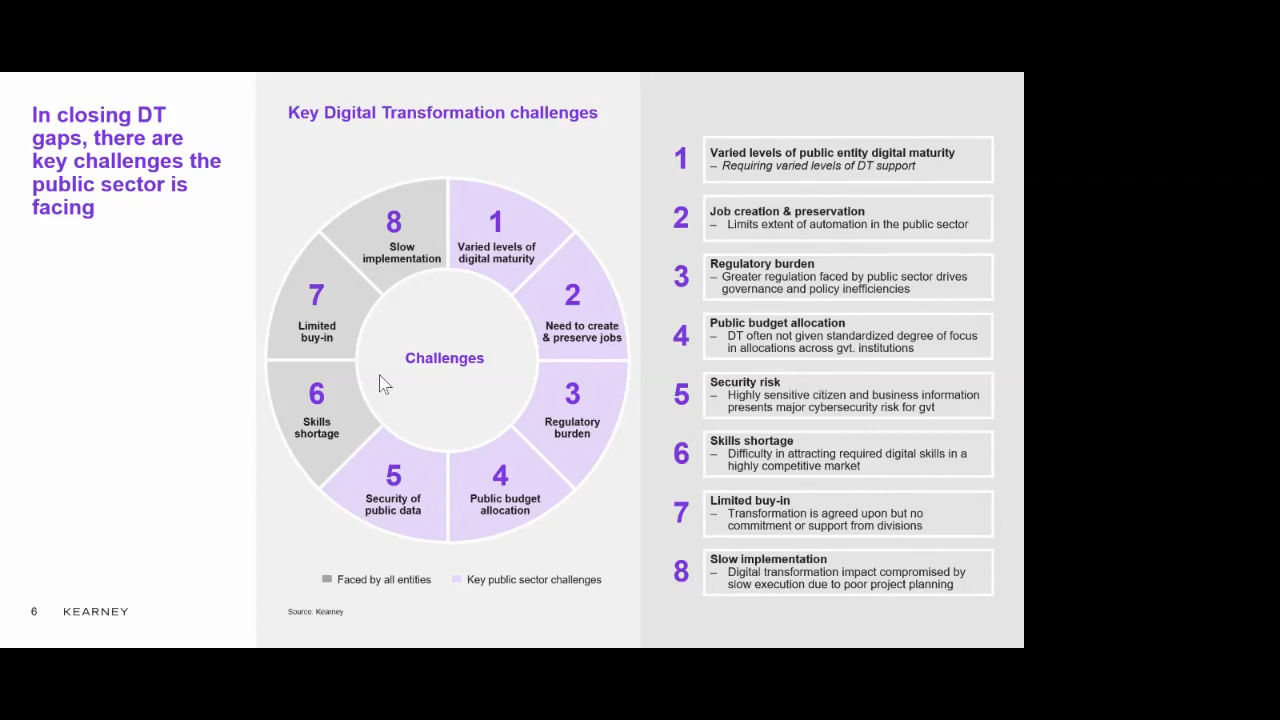 In closing DT
gaps, there are
key challenges the
public sector is
facing
Key Digital Transformation challenges
8
Slow
implementation
1
Varied levels of
digital maturity
7
Limited
buy-in
2
Need to create
& preserve jobs
Challenges
6
Skills
shortage
3
Regulatory
burden
5
Security of
public data
4
Public budget
allocation
Faced by all entities
Key public sector challenges
Source: Kearney
1
Varied levels of public entity digital maturity
– Requiring varied levels of DT support
2
Job creation & preservation
– Limits extent of automation in the public sector
3
Regulatory burden
– Greater regulation faced by public sector drives
governance and policy inefficiencies
4
Public budget allocation
– DT often not given standardized degree of focus
in allocations across gvt. institutions
5
Security risk
– Highly sensitive citizen and business information
presents major cybersecurity risk for gvt
6
Skills shortage
– Difficulty in attracting required digital skills in a
highly competitive market
7
Limited buy-in
– Transformation is agreed upon but no
commitment or support from divisions
8
Slow implementation
– Digital transformation impact compromised by
slow execution due to poor project planning
6 KEARNEY